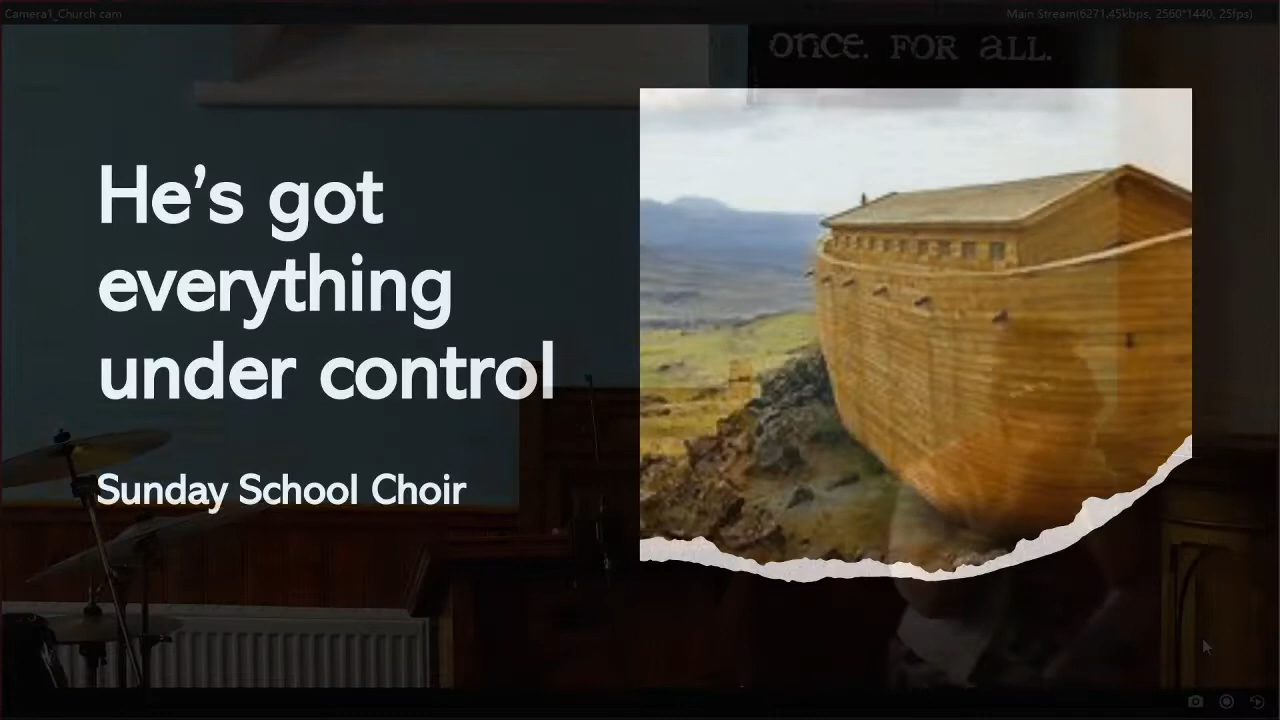 Camera1_Church cam
Main Stream(6271.45kbps, 2560*1440, 25fps)
once. FOR aLL.
He’s got
everything
under control
Sunday School Choir